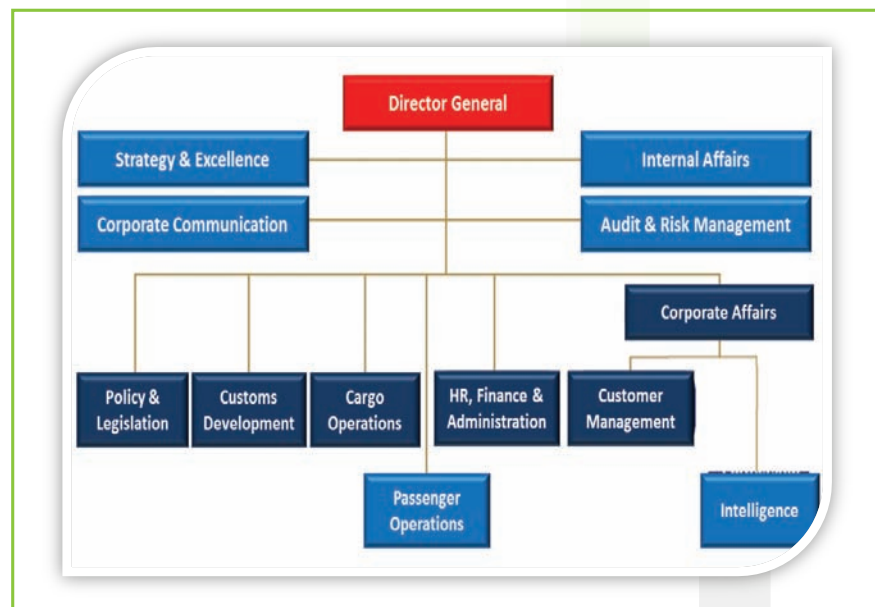 Director General
Strategy & Excellence
Internal Affairs
Corporate Communication
Audit & Risk Management
Corporate Affairs
Policy &
Legislation
Customs
Development
Cargo
Operations
HR, Finance &
Administration
Customer
Management
Passenger
Operations
Intelligence